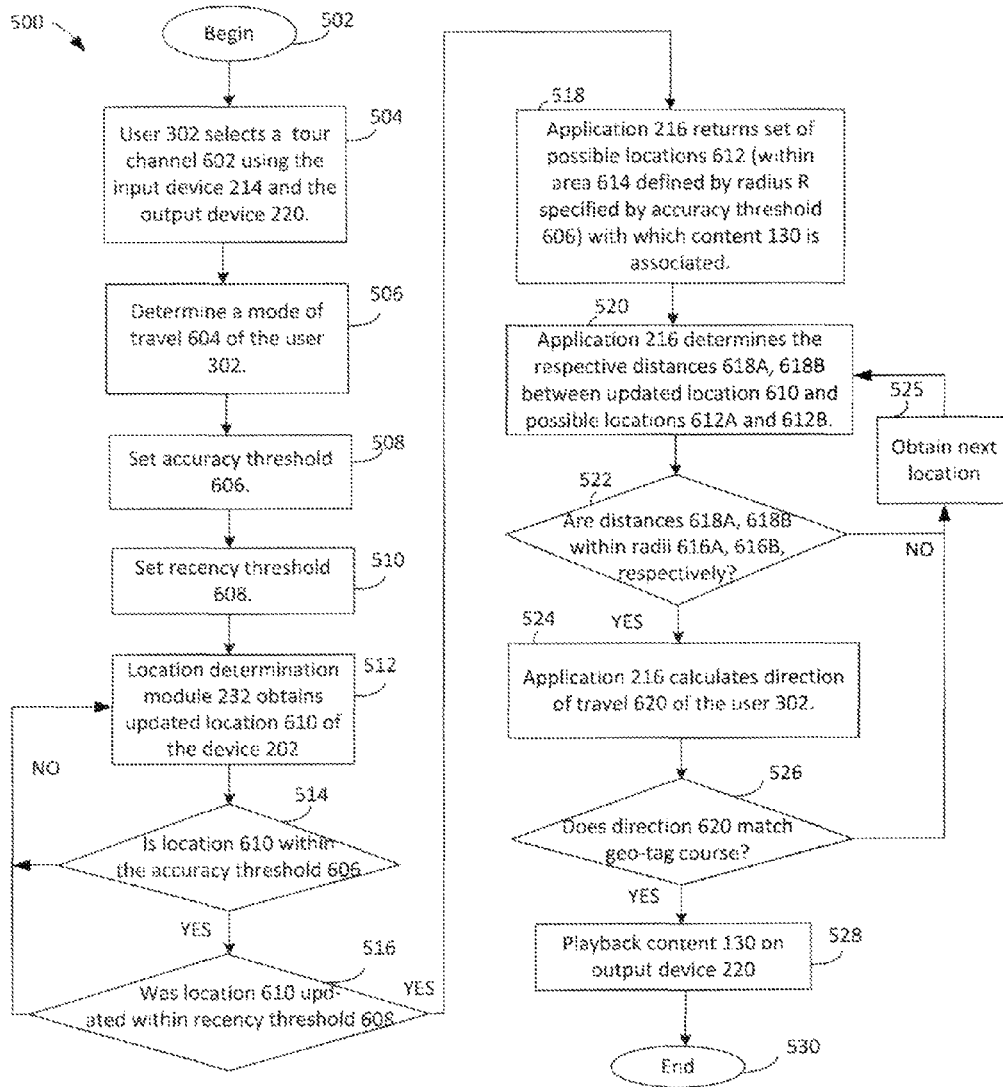 500
Begin
502
504
User 302 selects a tour
channel 602 using the
input device 214 and the
output device 220.
506
Determine a mode of
travel 604 of the user
302.
508
Set accuracy threshold
606.
510
Set recency threshold
608.
512
Location determination
module 232 obtains
updated location 610 of
the device 202
NO
514
Is location 610 within
the accuracy threshold 606
YES
516
Was location 610 upd-
ated within recency threshold 608
YES
518
Application 216 returns set of
possible locations 612 (within
area 614 defined by radius R
specified by accuracy threshold
606) with which content 130 is
associated.
520
Application 216 determines the
respective distances 618A, 618B
between updated location 610 and
possible locations 612A and 612B.
525
Obtain next
location
522
Are distances 618A, 618B
within radii 616A, 616B,
respectively?
NO
YES
524
Application 216 calculates direction
of travel 620 of the user 302.
526
Does direction 620 match
geo-tag course?
YES
528
Playback content 130 on
output device 220
End
530